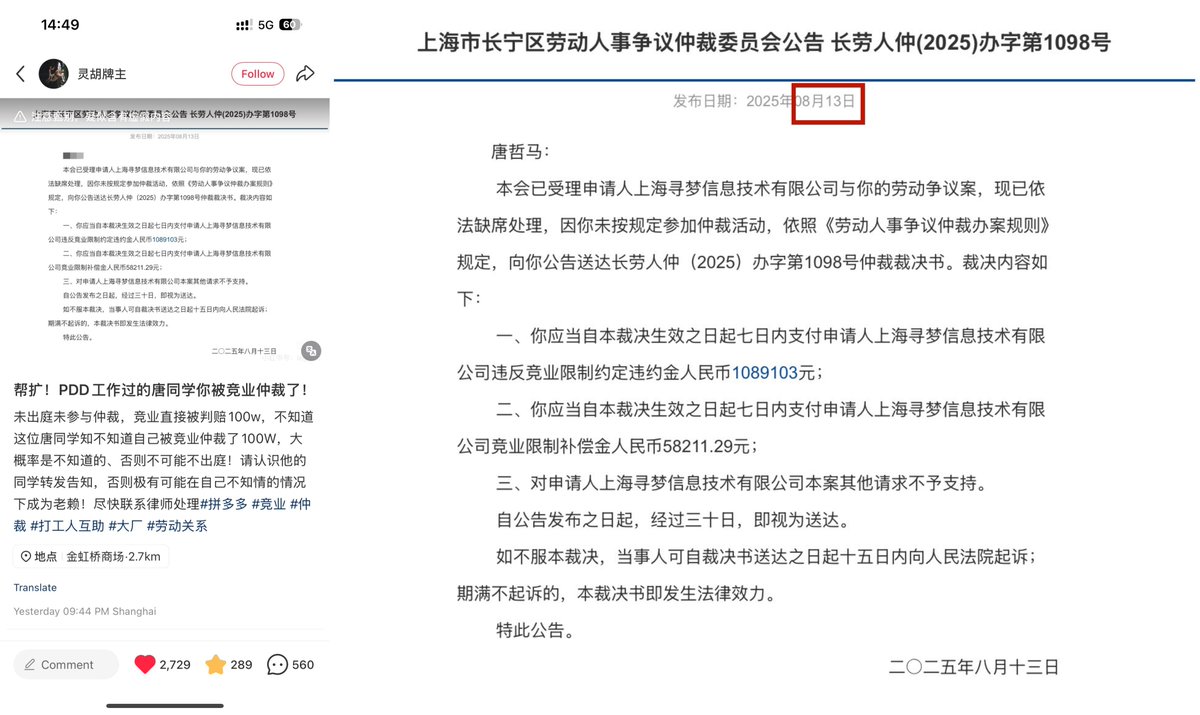 14:49
5G 60
灵胡牌主
Follow
上海市长宁区劳动人事争议仲裁委员会公告 长劳人仲(2025)办字第1098号
发布日期：2025年08月13日
本会已受理申请人上海寻梦信息技术有限公司与你的劳动争议案，现已依
法缺席处理，因你未按规定参加仲裁活动，依照《劳动人事争议仲裁办案规则》
规定，向你公告送达长劳人仲（2025）办字第1098号仲裁裁决书。裁决内容如
下：
一、你应当自本裁决生效之日起七日内支付申请人上海寻梦信息技术有限
公司违反竞业限制约定违约金人民币1089103元；
二、你应当自本裁决生效之日起七日内支付申请人上海寻梦信息技术有限
公司竞业限制补偿金人民币58211.29元；
三、对申请人上海寻梦信息技术有限公司本案其他请求不予支持。
自公告发布之日起，经过三十日，即视为送达。
如不服本裁决，当事人可自裁决书送达之日起十五日内向人民法院起诉；
期满不起诉的，本裁决书即发生法律效力。
特此公告。
二〇二五年八月十三日
帮扩！PDD工作过的唐同学你被竞业仲裁了！
未出庭未参与仲裁，竞业直接被判赔100w，不知道
这位唐同学知不知道自己被竞业仲裁了100W，大
概率是不知道的、否则不可能不出庭！请认识他的
同学转发告知，否则极有可能在自己不知情的情况
下成为老赖！尽快联系律师处理#拼多多 #竞业 #仲
裁 #打工人互助 #大厂 #劳动关系
地点 金虹桥商场·2.7km
Translate
Yesterday 09:44 PM Shanghai
Comment 2,729 289 560
上海市长宁区劳动人事争议仲裁委员会公告 长劳人仲(2025)办字第1098号
发布日期：2025年08月13日
唐哲马：
本会已受理申请人上海寻梦信息技术有限公司与你的劳动争议案，现已依
法缺席处理，因你未按规定参加仲裁活动，依照《劳动人事争议仲裁办案规则》
规定，向你公告送达长劳人仲（2025）办字第1098号仲裁裁决书。裁决内容如
下：
一、你应当自本裁决生效之日起七日内支付申请人上海寻梦信息技术有限
公司违反竞业限制约定违约金人民币1089103元；
二、你应当自本裁决生效之日起七日内支付申请人上海寻梦信息技术有限
公司竞业限制补偿金人民币58211.29元；
三、对申请人上海寻梦信息技术有限公司本案其他请求不予支持。
自公告发布之日起，经过三十日，即视为送达。
如不服本裁决，当事人可自裁决书送达之日起十五日内向人民法院起诉；
期满不起诉的，本裁决书即发生法律效力。
特此公告。
二〇二五年八月十三日